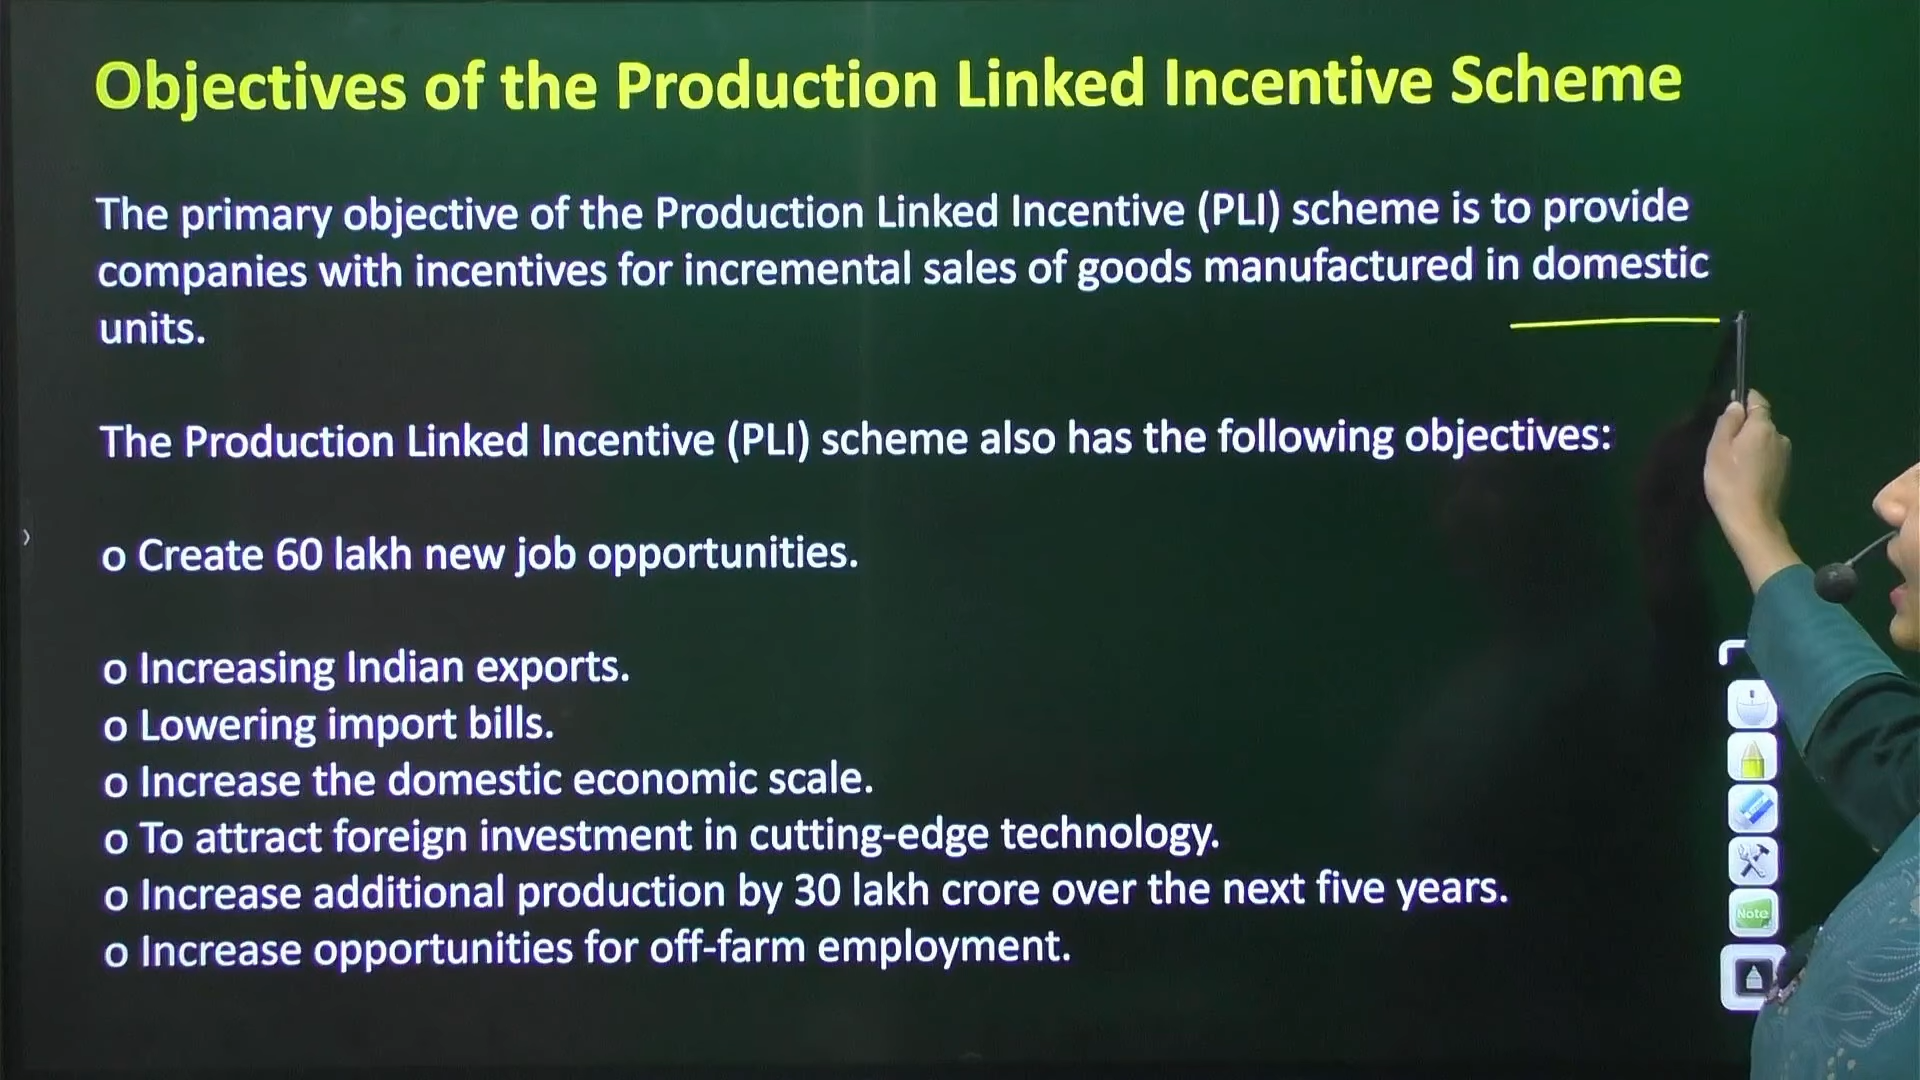 Objectives of the Production Linked Incentive Scheme
The primary objective of the Production Linked Incentive (PLI) scheme is to provide
companies with incentives for incremental sales of goods manufactured in domestic
units.
The Production Linked Incentive (PLI) scheme also has the following objectives:
o Create 60 lakh new job opportunities.
o Increasing Indian exports.
o Lowering import bills.
o Increase the domestic economic scale.
o To attract foreign investment in cutting-edge technology.
o Increase additional production by 30 lakh crore over the next five years.
Note
o Increase opportunities for off-farm employment.